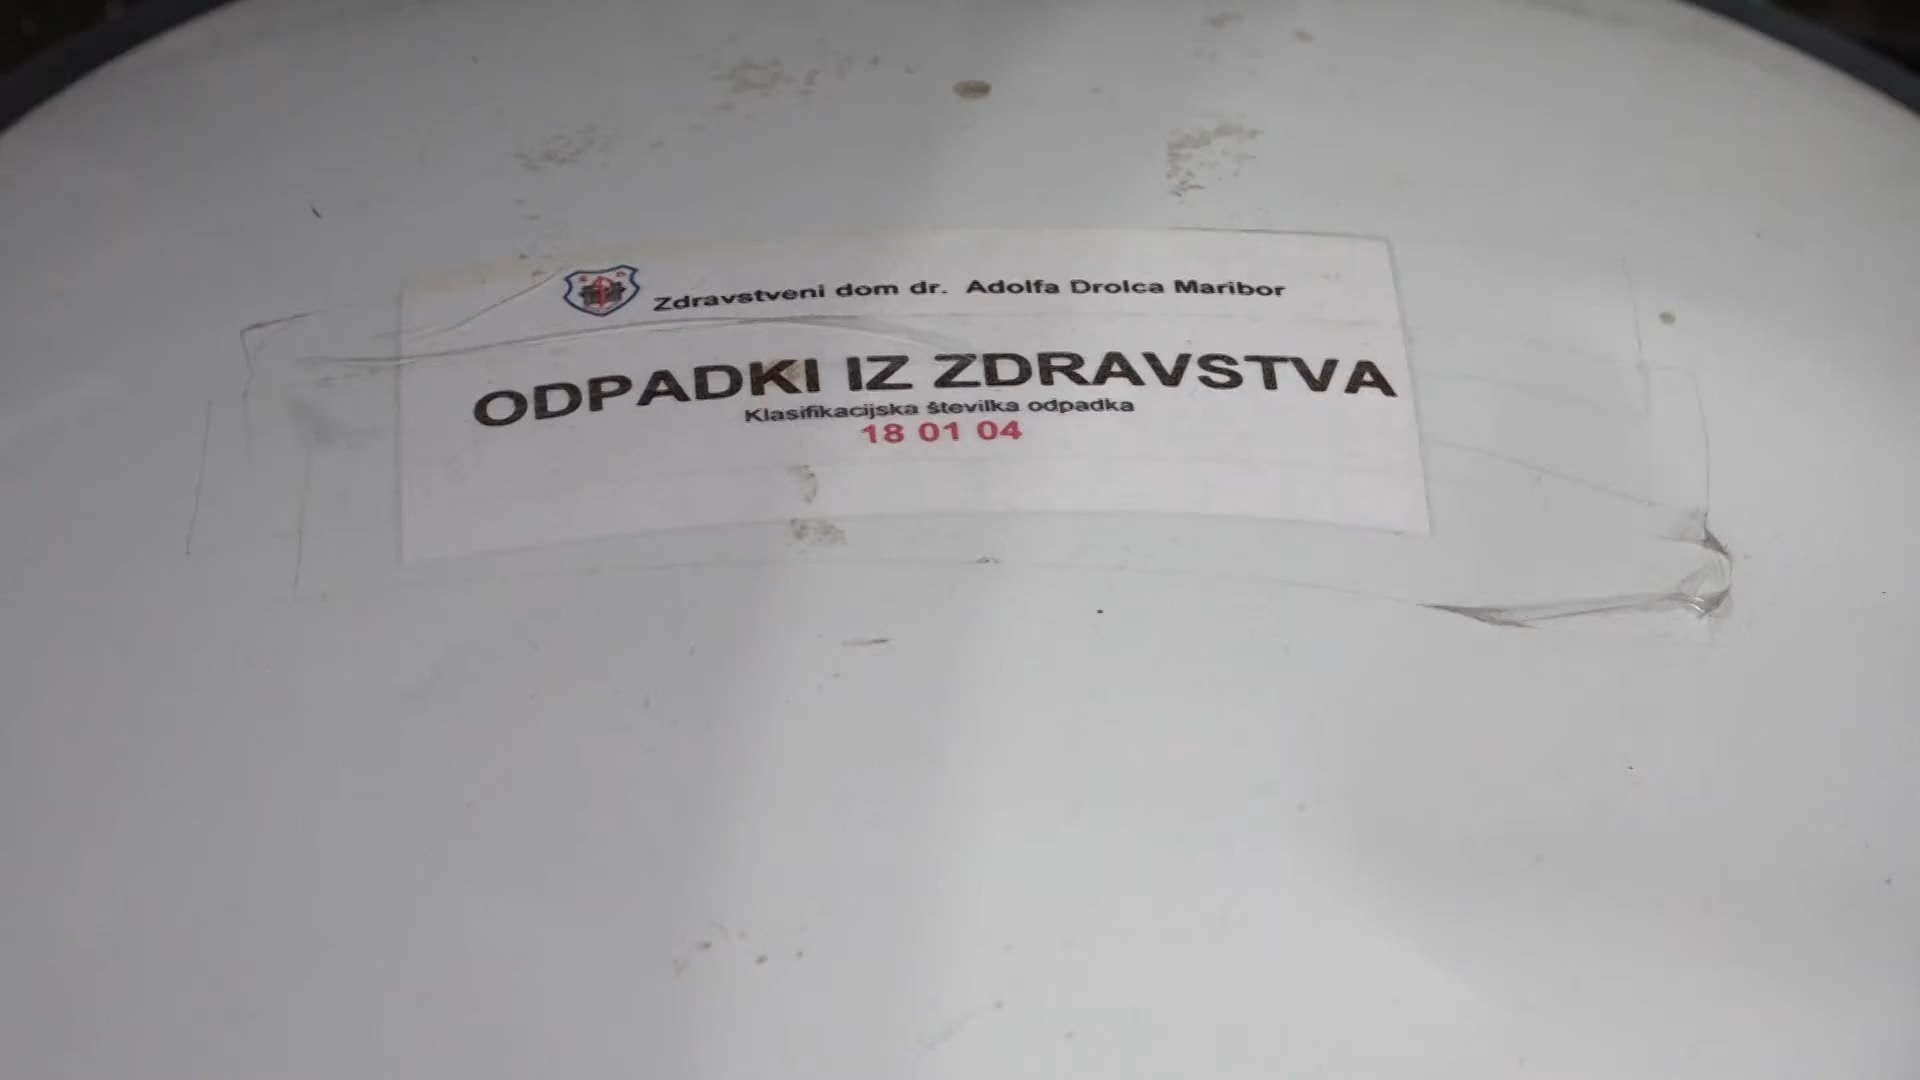 Zdravstveni dom dr. Adolfa Drolca Maribor
ODPADKI IZ ZDRAVSTVA
Klasifikacijska številka odpadka
18 01 04